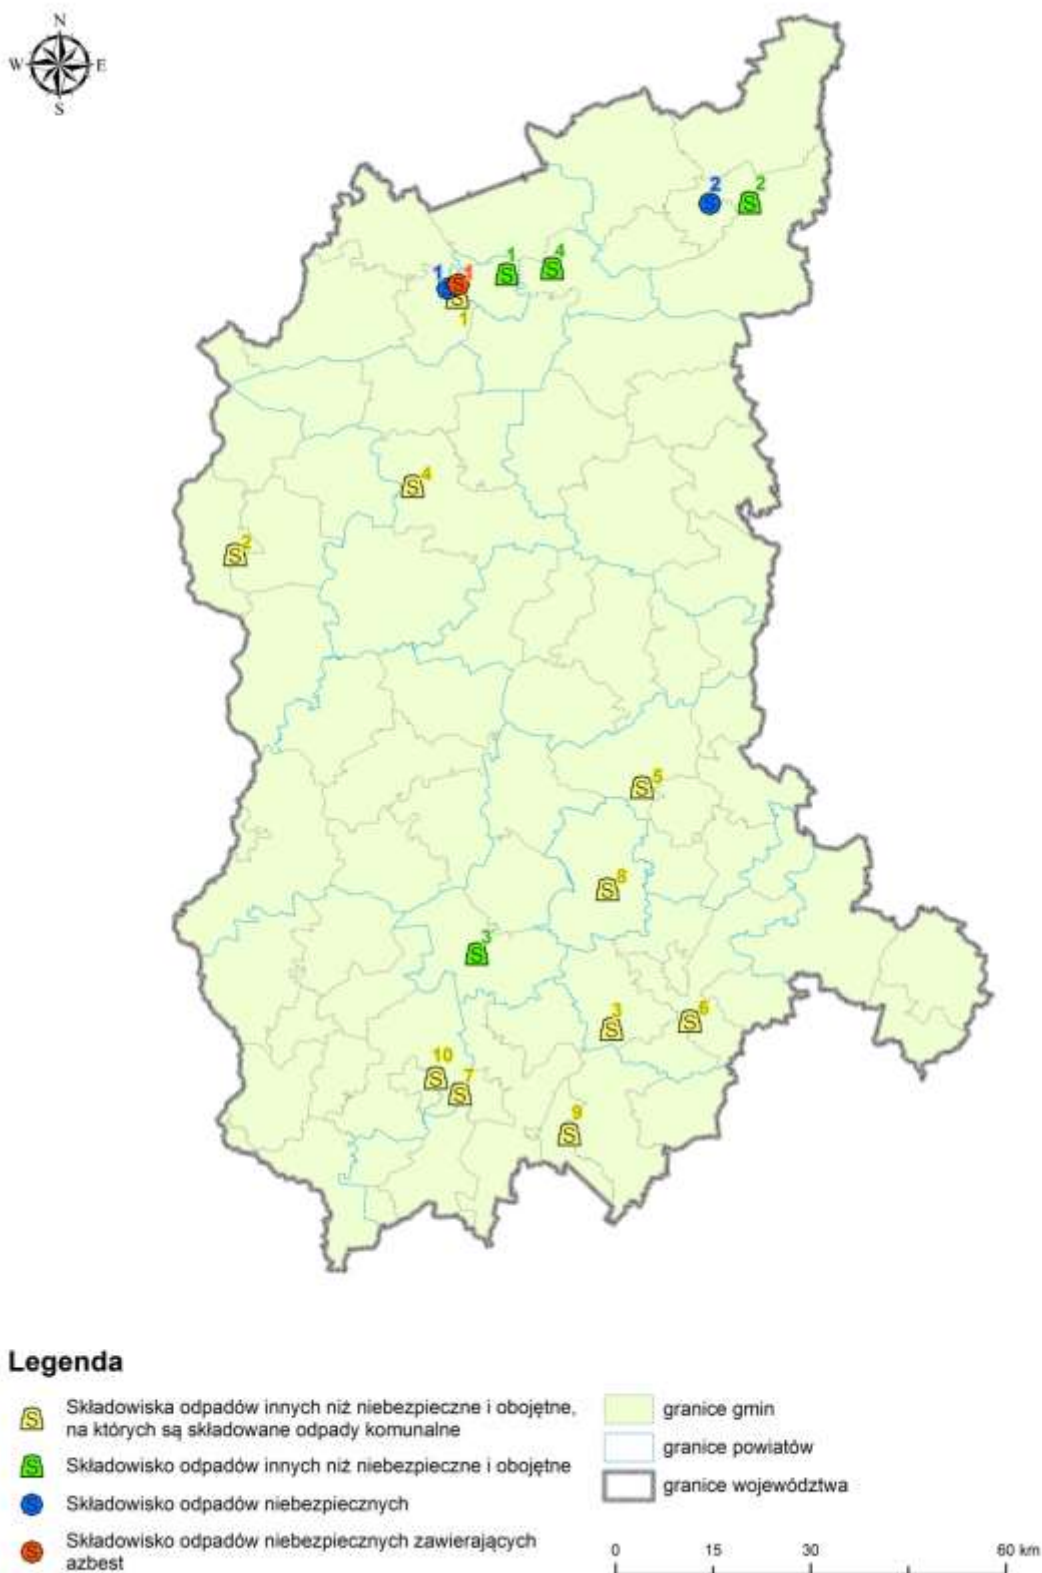 N
W E
S
2 2
S S
1 4
S S
1 1
S S
S
1
4
S
2
S
5
S
8
S
3
S
3 6
S S
10
S
7
S
9
S
Legenda
S Składowiska odpadów innych niż niebezpieczne i obojętne,
na których są składowane odpady komunalne
S Składowisko odpadów innych niż niebezpieczne i obojętne
S Składowisko odpadów niebezpiecznych
S Składowisko odpadów niebezpiecznych zawierających
azbest
granice gmin
granice powiatów
granice województwa
0 15 30 60 km